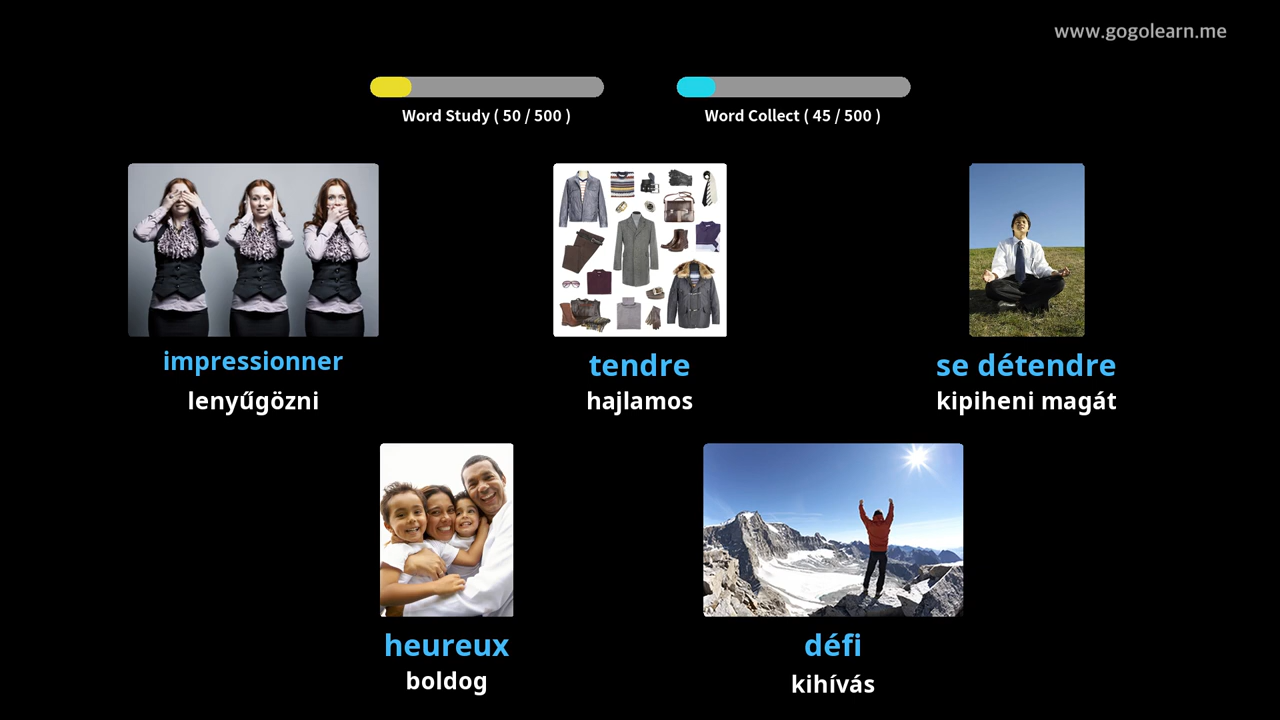 www.gogolearn.me
Word Study ( 50 / 500 )
Word Collect ( 45 / 500 )
impressionner
lenyűgözni
tendre
hajlamos
se détendre
kipiheni magát
heureux
boldog
défi
kihívás